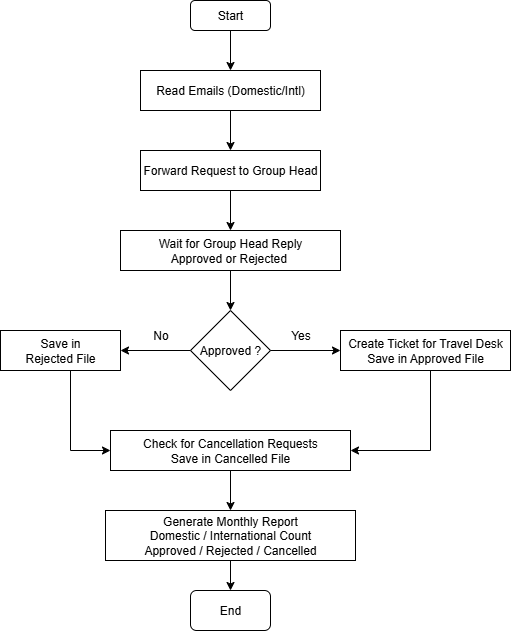 Start
Read Emails (Domestic/Intl)
Forward Request to Group Head
Wait for Group Head Reply
Approved or Rejected
Approved ?
No
Yes
Save in
Rejected File
Create Ticket for Travel Desk
Save in Approved File
Check for Cancellation Requests
Save in Cancelled File
Generate Monthly Report
Domestic / International Count
Approved / Rejected / Cancelled
End